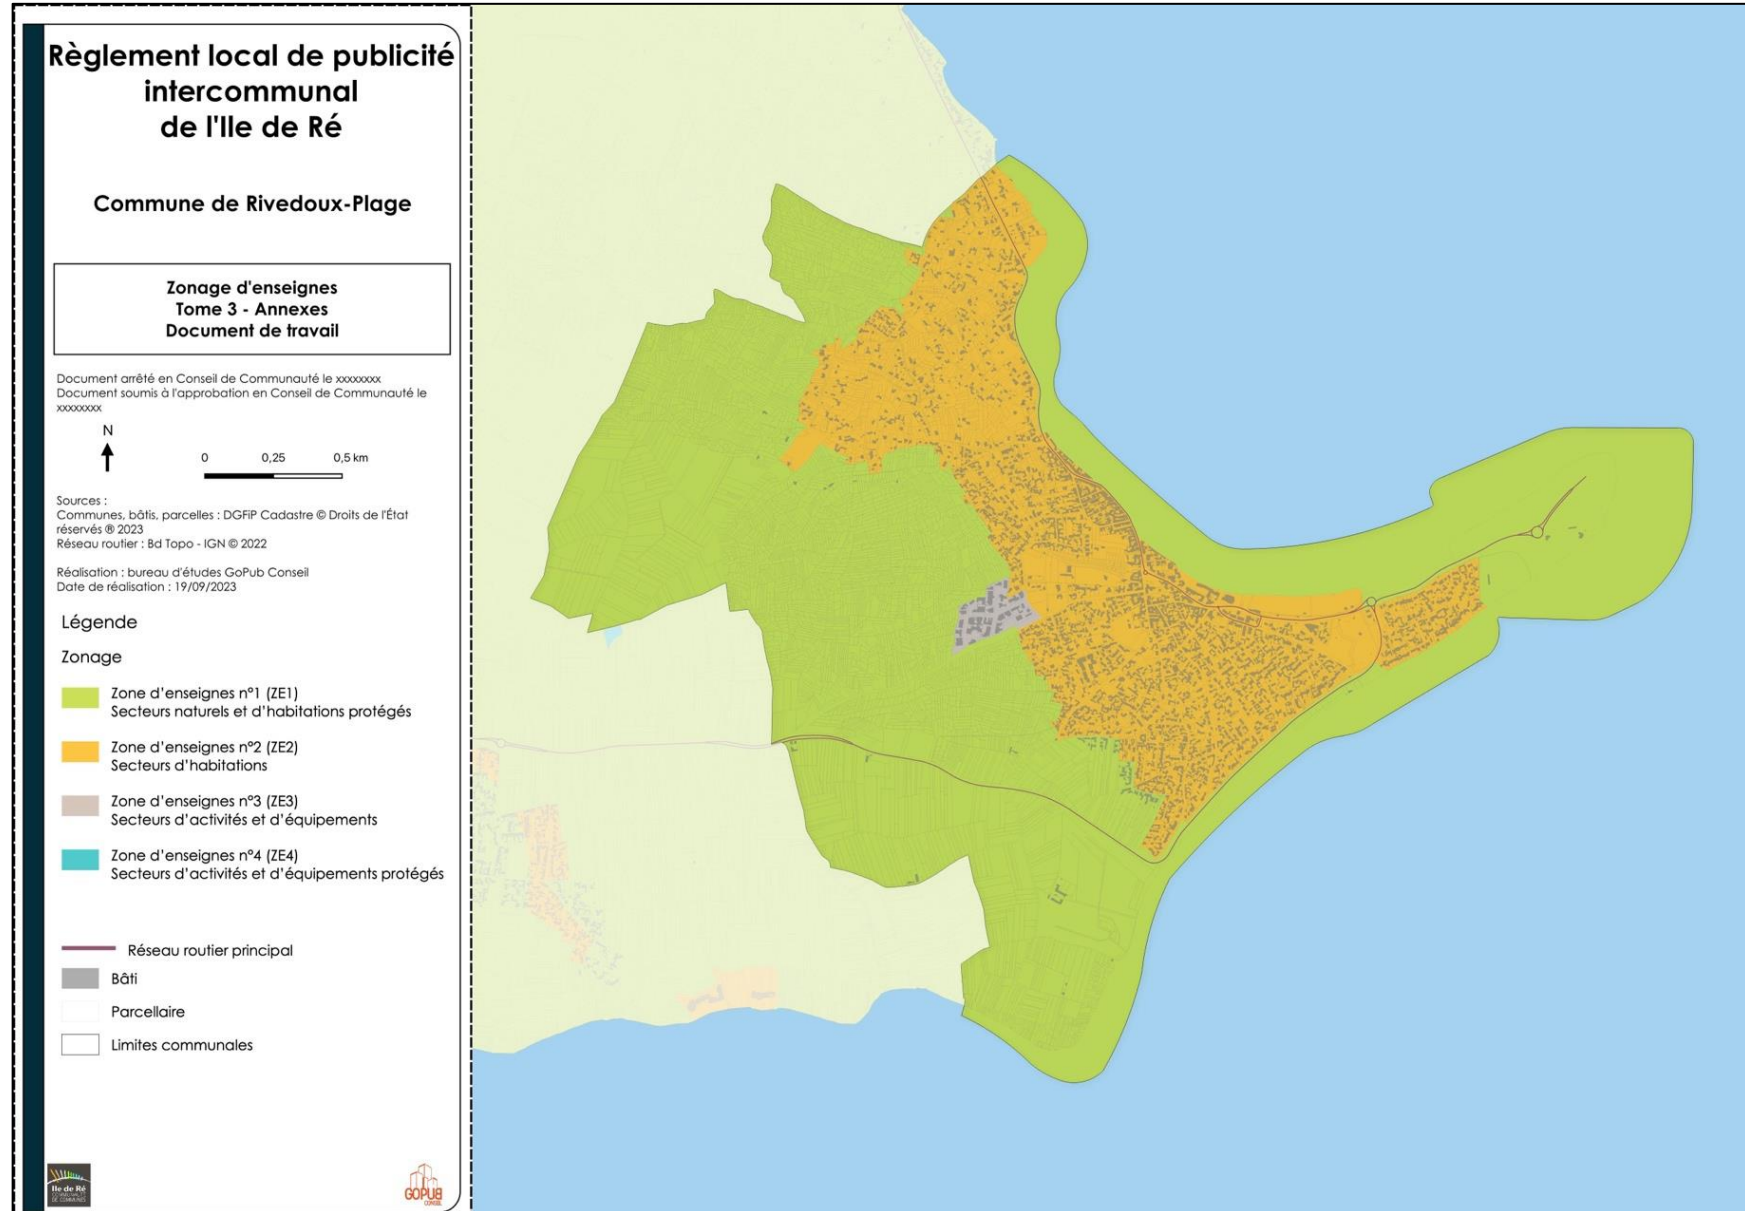 Règlement local de publicité
intercommunal
de l'Ile de Ré
Commune de Rivedoux-Plage
Zonage d'enseignes
Tome 3 - Annexes
Document de travail
Document arrêté en Conseil de Communauté le xxxxxxxx
Document soumis à l'approbation en Conseil de Communauté le
xxxxxxxx
N
0 0,25 0,5 km
Sources :
Communes, bâtis, parcelles : DGFiP Cadastre © Droits de l'État
réservés ® 2023
Réseau routier : Bd Topo - IGN © 2022
Réalisation : bureau d'études GoPub Conseil
Date de réalisation : 19/09/2023
Légende
Zonage
Zone d'enseignes n°1 (ZE1)
Secteurs naturels et d'habitations protégés
Zone d'enseignes n°2 (ZE2)
Secteurs d'habitations
Zone d'enseignes n°3 (ZE3)
Secteurs d'activités et d'équipements
Zone d'enseignes n°4 (ZE4)
Secteurs d'activités et d'équipements protégés
Réseau routier principal
Bâti
Parcellaire
Limites communales
Ile de Ré
COMMUNAUTÉ
DE COMMUNES
GOPUB
CONSEIL